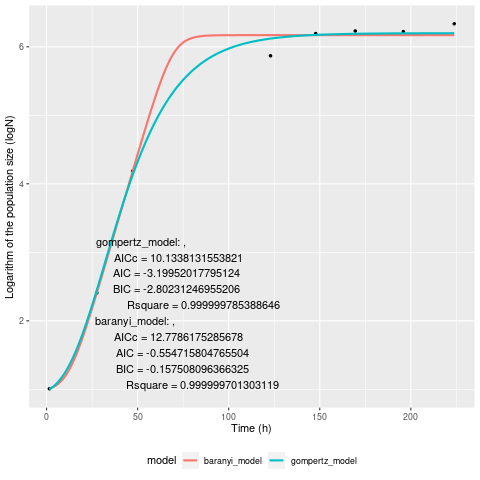 6
4
2
Logarithm of the population size (logN)
gompertz_model: ,
AICc = 10.1338131553821
AIC = -3.19952017795124
BIC = -2.80231246955206
Rsquare = 0.999999785388646
baranyi_model: ,
AICc = 12.7786175285678
AIC = -0.554715804765504
BIC = -0.157508096366325
Rsquare = 0.999999701303119
0 50 100 150 200
Time (h)
model baranyi_model gompertz_model